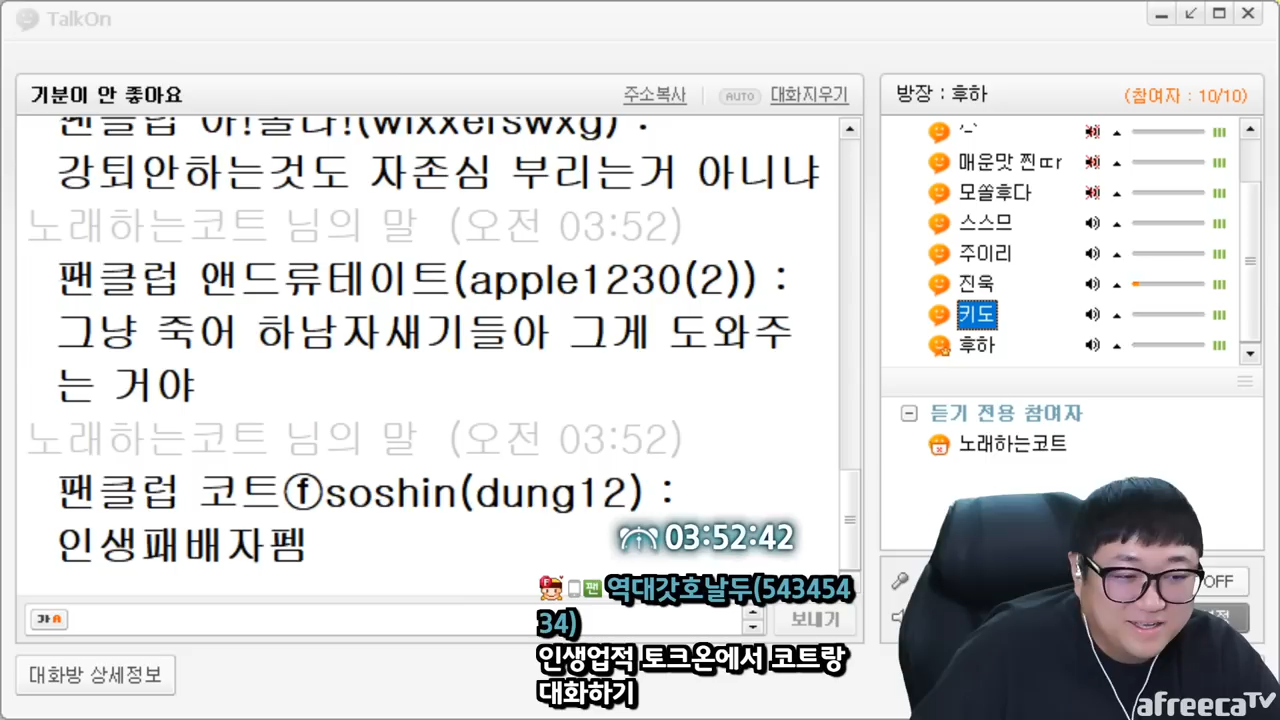 TalkOn
기분이 안 좋아요
주소복사
AUTO
대화지우기
팬클럽 아!올나!(wixxerswxg) :
강퇴안하는것도 자존심 부리는거 아니냐
노래하는코트 님의 말 (오전 03:52)
팬클럽 앤드류테이트(apple1230(2)) :
그냥 죽어 하남자새기들아 그게 도와주
는 거야
노래하는코트 님의 말 (오전 03:52)
팬클럽 코트ⓕsoshin(dung12) :
인생패배자펨
가A
보내기
대화방 상세정보
방장 : 후하
(참여자 : 10/10)
'-`
매운맛 찐ㄸr
모쏠후다
스스므
주이리
진욱
키도
후하
듣기 전용 참여자
노래하는코트
OFF
03:52:42
F
팬
역대갓호날두(543454
34)
인생업적 토크온에서 코트랑
대화하기
afreecaTV